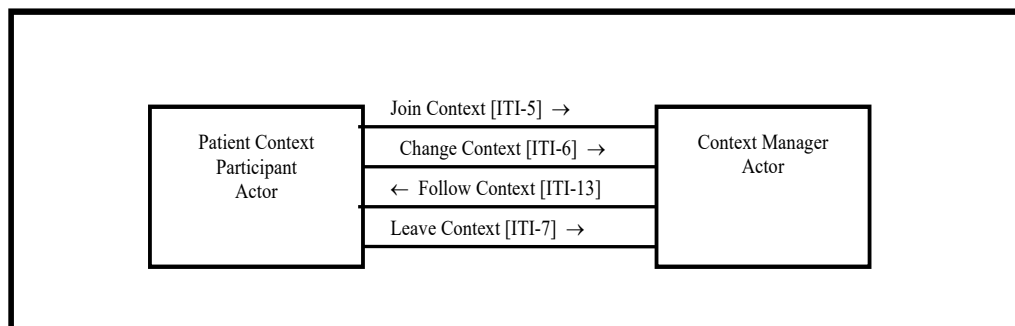 Patient Context
Participant
Actor
Join Context [ITI-5] →
Change Context [ITI-6] →
← Follow Context [ITI-13]
Leave Context [ITI-7] →
Context Manager
Actor